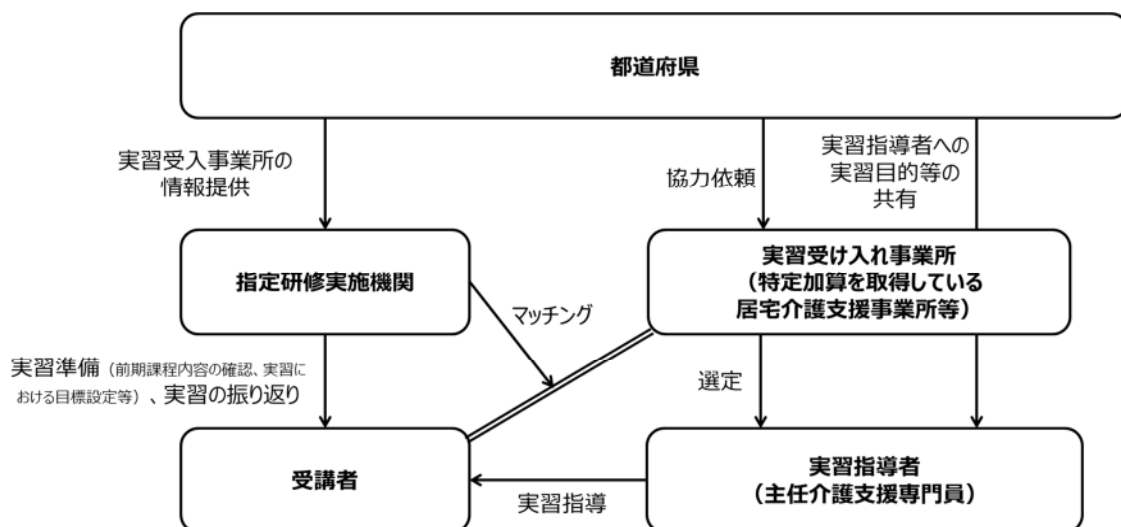 都道府県
実習受入事業所の
情報提供
協力依頼
実習指導者への
実習目的等の
共有
指定研修実施機関
マッチング
実習受け入れ事業所
（特定加算を取得している
居宅介護支援事業所等）
実習準備（前期課程内容の確認、実習に
おける目標設定等）、実習の振り返り
選定
受講者
実習指導
実習指導者
（主任介護支援専門員）